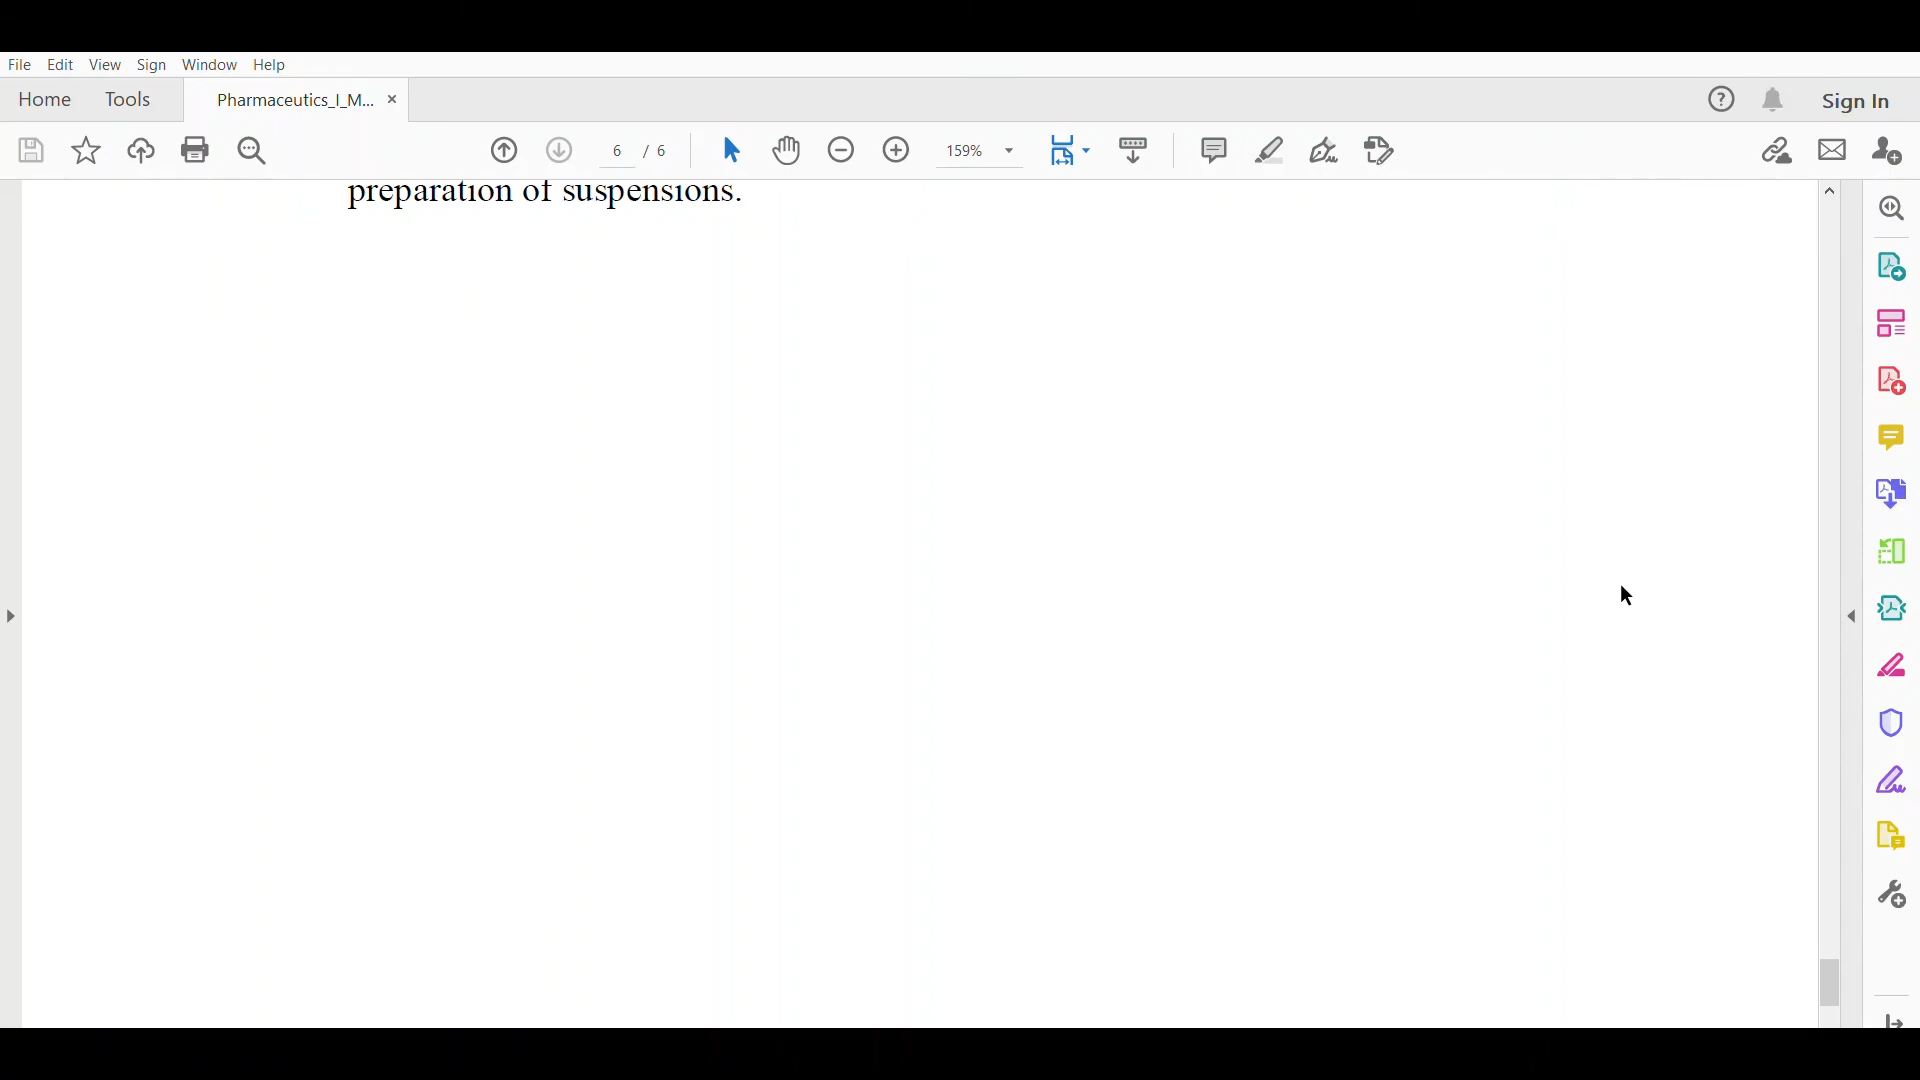 File Edit View Sign Window Help
Home Tools Pharmaceutics_I_M... × Sign In
6 / 6 159%
preparation of suspensions.